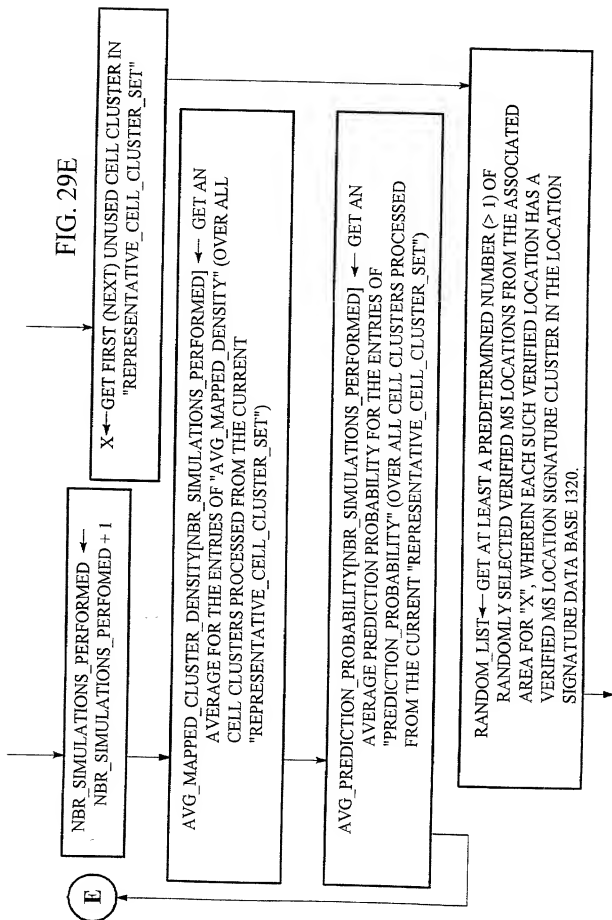 FIG. 29E
E
NBR_SIMULATIONS_PERFORMED ←
NBR_SIMULATIONS_PERFOMED + 1
X ← GET FIRST (NEXT) UNUSED CELL CLUSTER IN
"REPRESENTATIVE_CELL_CLUSTER_SET"
AVG_MAPPED_CLUSTER_DENSITY[NBR_SIMULATIONS_PERFORMED] ← GET AN
AVERAGE FOR THE ENTRIES OF "AVG_MAPPED_DENSITY" (OVER ALL
CELL CLUSTERS PROCESSED FROM THE CURRENT
"REPRESENTATIVE_CELL_CLUSTER_SET")
AVG_PREDICTION_PROBABILITY[NBR_SIMULATIONS_PERFORMED] ← GET AN
AVERAGE PREDICTION PROBABILITY FOR THE ENTRIES OF
"PREDICTION_PROBABILITY" (OVER ALL CELL CLUSTERS PROCESSED
FROM THE CURRENT "REPRESENTATIVE_CELL_CLUSTER_SET")
RANDOM_LIST ← GET AT LEAST A PREDETERMINED NUMBER (> 1) OF
RANDOMLY SELECTED VERIFIED MS LOCATIONS FROM THE ASSOCIATED
AREA FOR "X", WHEREIN EACH SUCH VERIFIED LOCATION HAS A
VERIFIED MS LOCATION SIGNATURE CLUSTER IN THE LOCATION
SIGNATURE DATA BASE 1320.